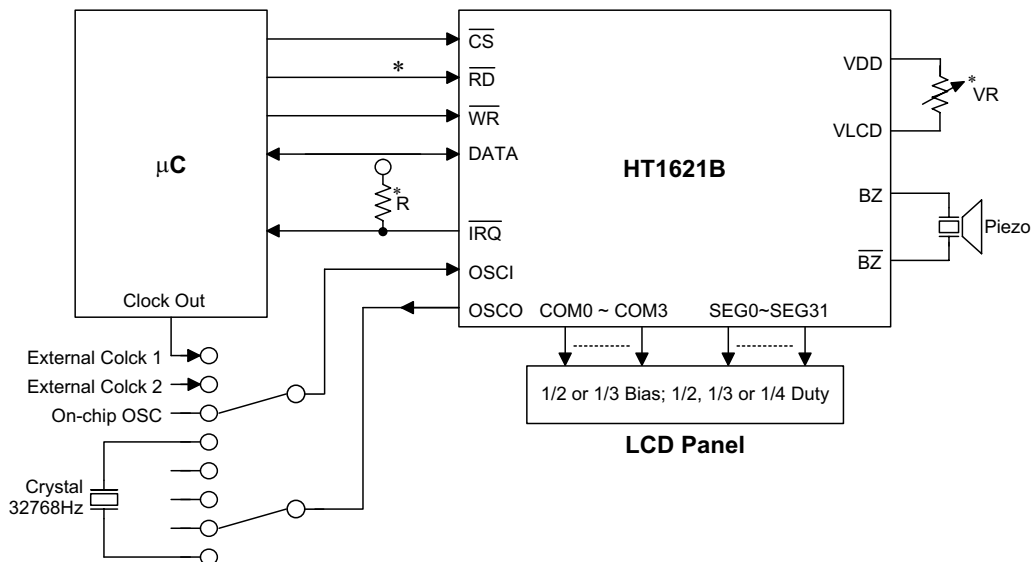 μC
Clock Out
HT1621B
CS
RD
WR
DATA
IRQ
OSCI
OSCO
*
*
R
COM0 ~ COM3
SEG0~SEG31
VDD
VLCD
BZ
BZ
*
VR
Piezo
External Colck 1
External Colck 2
On-chip OSC
Crystal
32768Hz
1/2 or 1/3 Bias; 1/2, 1/3 or 1/4 Duty
LCD Panel